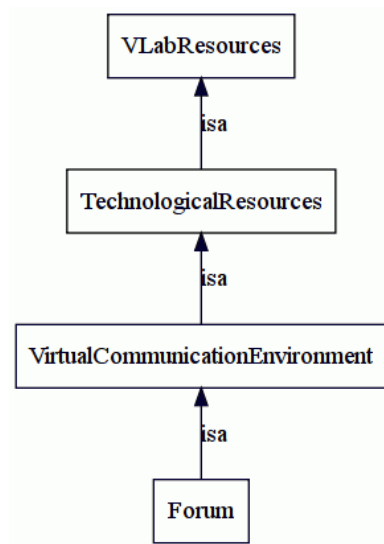 VLabResources
isa
TechnologicalResources
isa
VirtualCommunicationEnvironment
isa
Forum